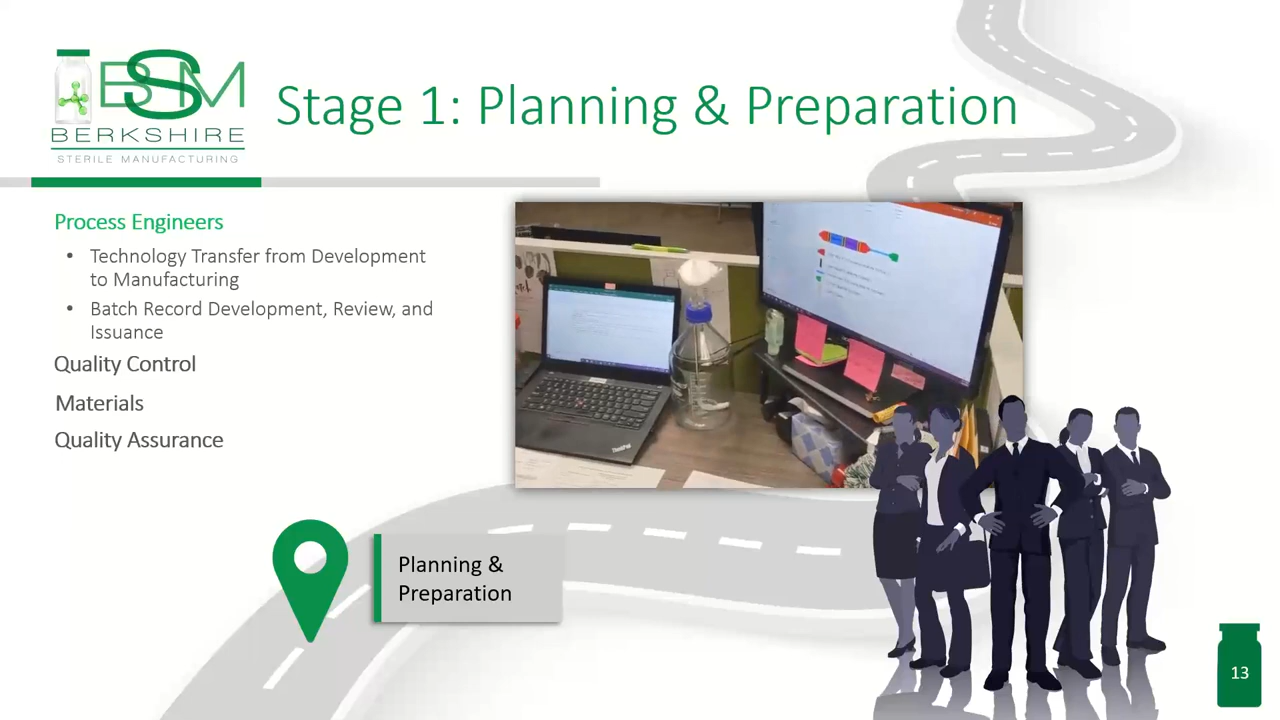 BSM
BERKSHIRE
STERILE MANUFACTURING
Stage 1: Planning & Preparation
Process Engineers
• Technology Transfer from Development
to Manufacturing
• Batch Record Development, Review, and
Issuance
Quality Control
Materials
Quality Assurance
ThinkPad
Planning &
Preparation
13